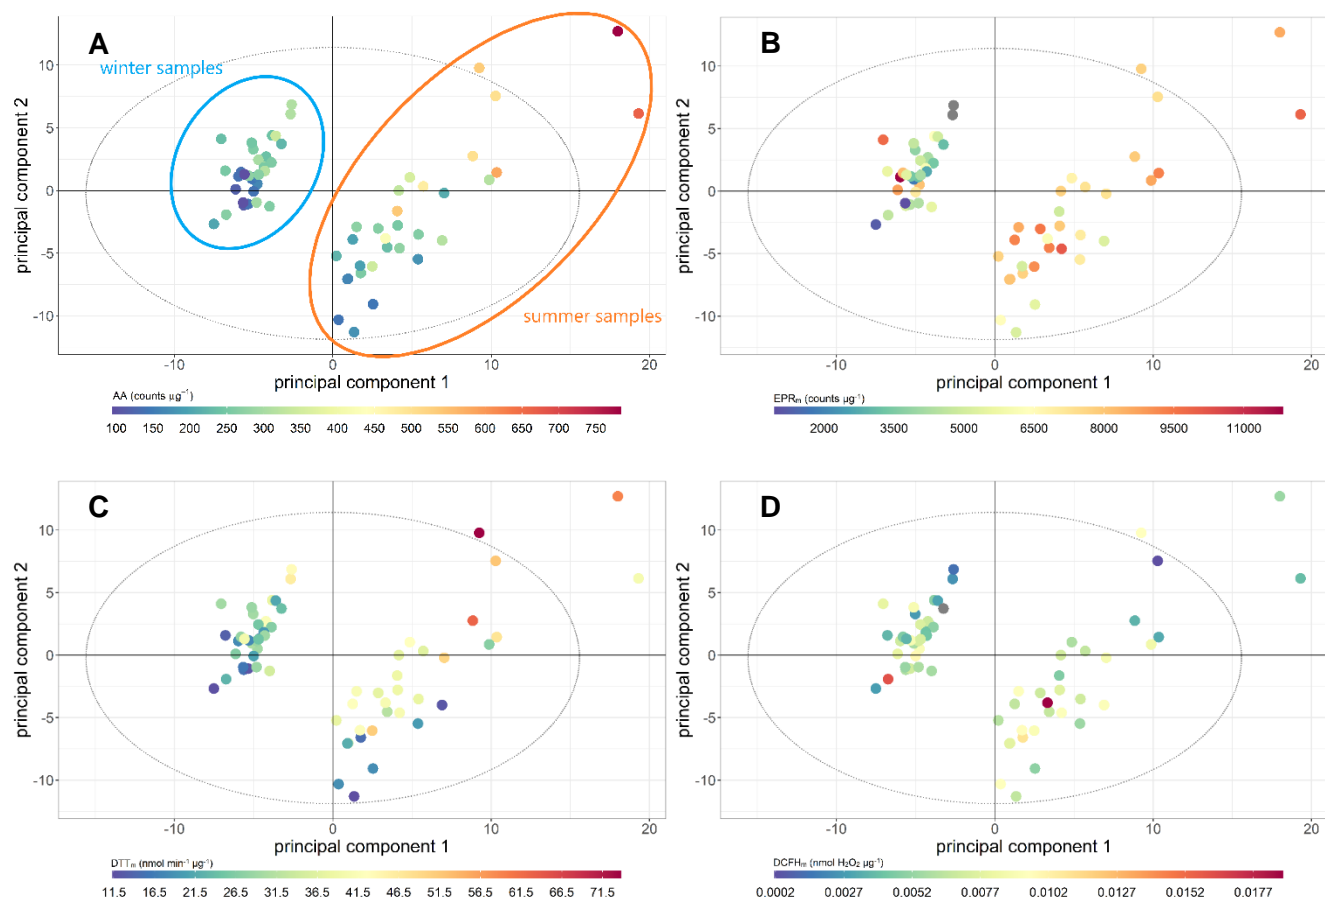 A
winter samples
summer samples
principal component 2
10
5
0
-5
-10
-10
0
10
20
principal component 1
AA (counts µg⁻¹)
100 150 200 250 300 350 400 450 500 550 600 650 700 750
B
principal component 2
10
5
0
-5
-10
-10
0
10
20
principal component 1
EPRₘ (counts µg⁻¹)
2000 3500 5000 6500 8000 9500 11000
C
principal component 2
10
5
0
-5
-10
-10
0
10
20
principal component 1
DTTₘ (nmol min⁻¹ µg⁻¹)
11.5 16.5 21.5 26.5 31.5 36.5 41.5 46.5 51.5 56.5 61.5 66.5 71.5
D
principal component 2
10
5
0
-5
-10
-10
0
10
20
principal component 1
DCFHₘ (nmol H₂O₂ µg⁻¹)
0.0002 0.0027 0.0052 0.0077 0.0102 0.0127 0.0152 0.0177